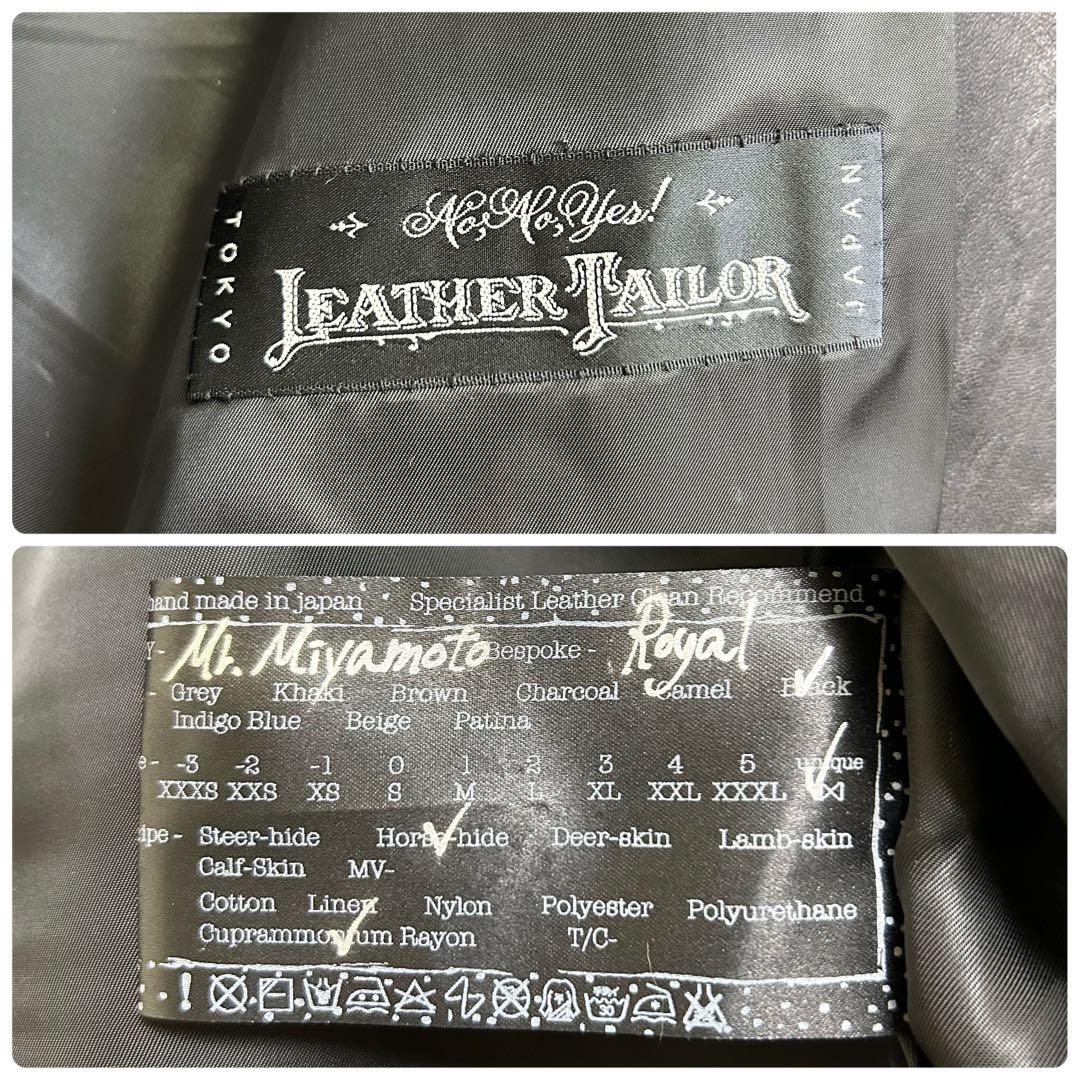 No, No, Yes!
TOKYO
LEATHER TAILOR
JAPAN
hand made in japan Specialist Leather Clean Recommend
Y- Mr. Miyamoto Bespoke - Royal
- Grey Khaki Brown Charcoal Camel Black
Indigo Blue Beige Patina
e- -3 -2 -1 0 1 2 3 4 5 unique
XXXS XXS XS S M L XL XXL XXXL
ipe - Steer-hide Horse-hide Deer-skin Lamb-skin
Calf-Skin MV-
Cotton Linen Nylon Polyester Polyurethane
Cuprammonium Rayon T/C-
! 30